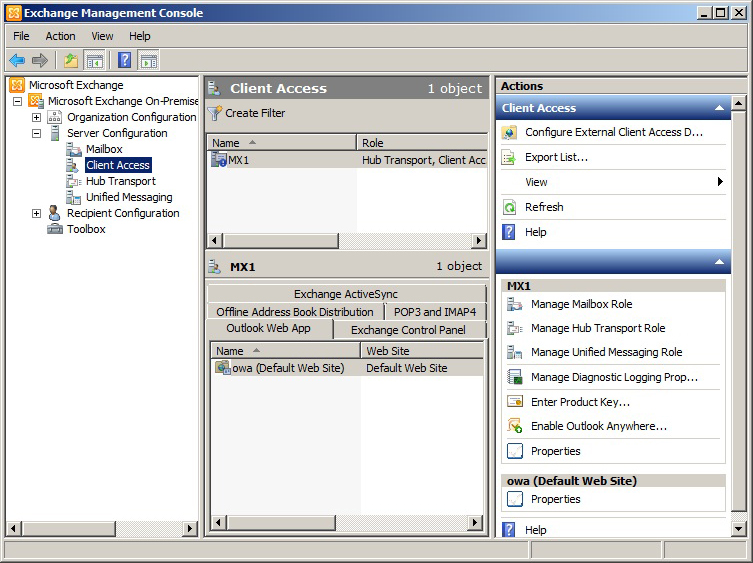 Exchange Management Console
File Action View Help
Microsoft Exchange
Microsoft Exchange On-Premise
Organization Configuration
Server Configuration
Mailbox
Client Access
Hub Transport
Unified Messaging
Recipient Configuration
Toolbox
Client Access 1 object
Create Filter
Name Role
MX1 Hub Transport, Client Acc
MX1 1 object
Exchange ActiveSync
Offline Address Book Distribution POP3 and IMAP4
Outlook Web App Exchange Control Panel
Name Web Site
owa (Default Web Site) Default Web Site
Actions
Client Access
Configure External Client Access D...
Export List...
View
Refresh
Help
MX1
Manage Mailbox Role
Manage Hub Transport Role
Manage Unified Messaging Role
Manage Diagnostic Logging Prop...
Enter Product Key...
Enable Outlook Anywhere...
Properties
owa (Default Web Site)
Properties
Help